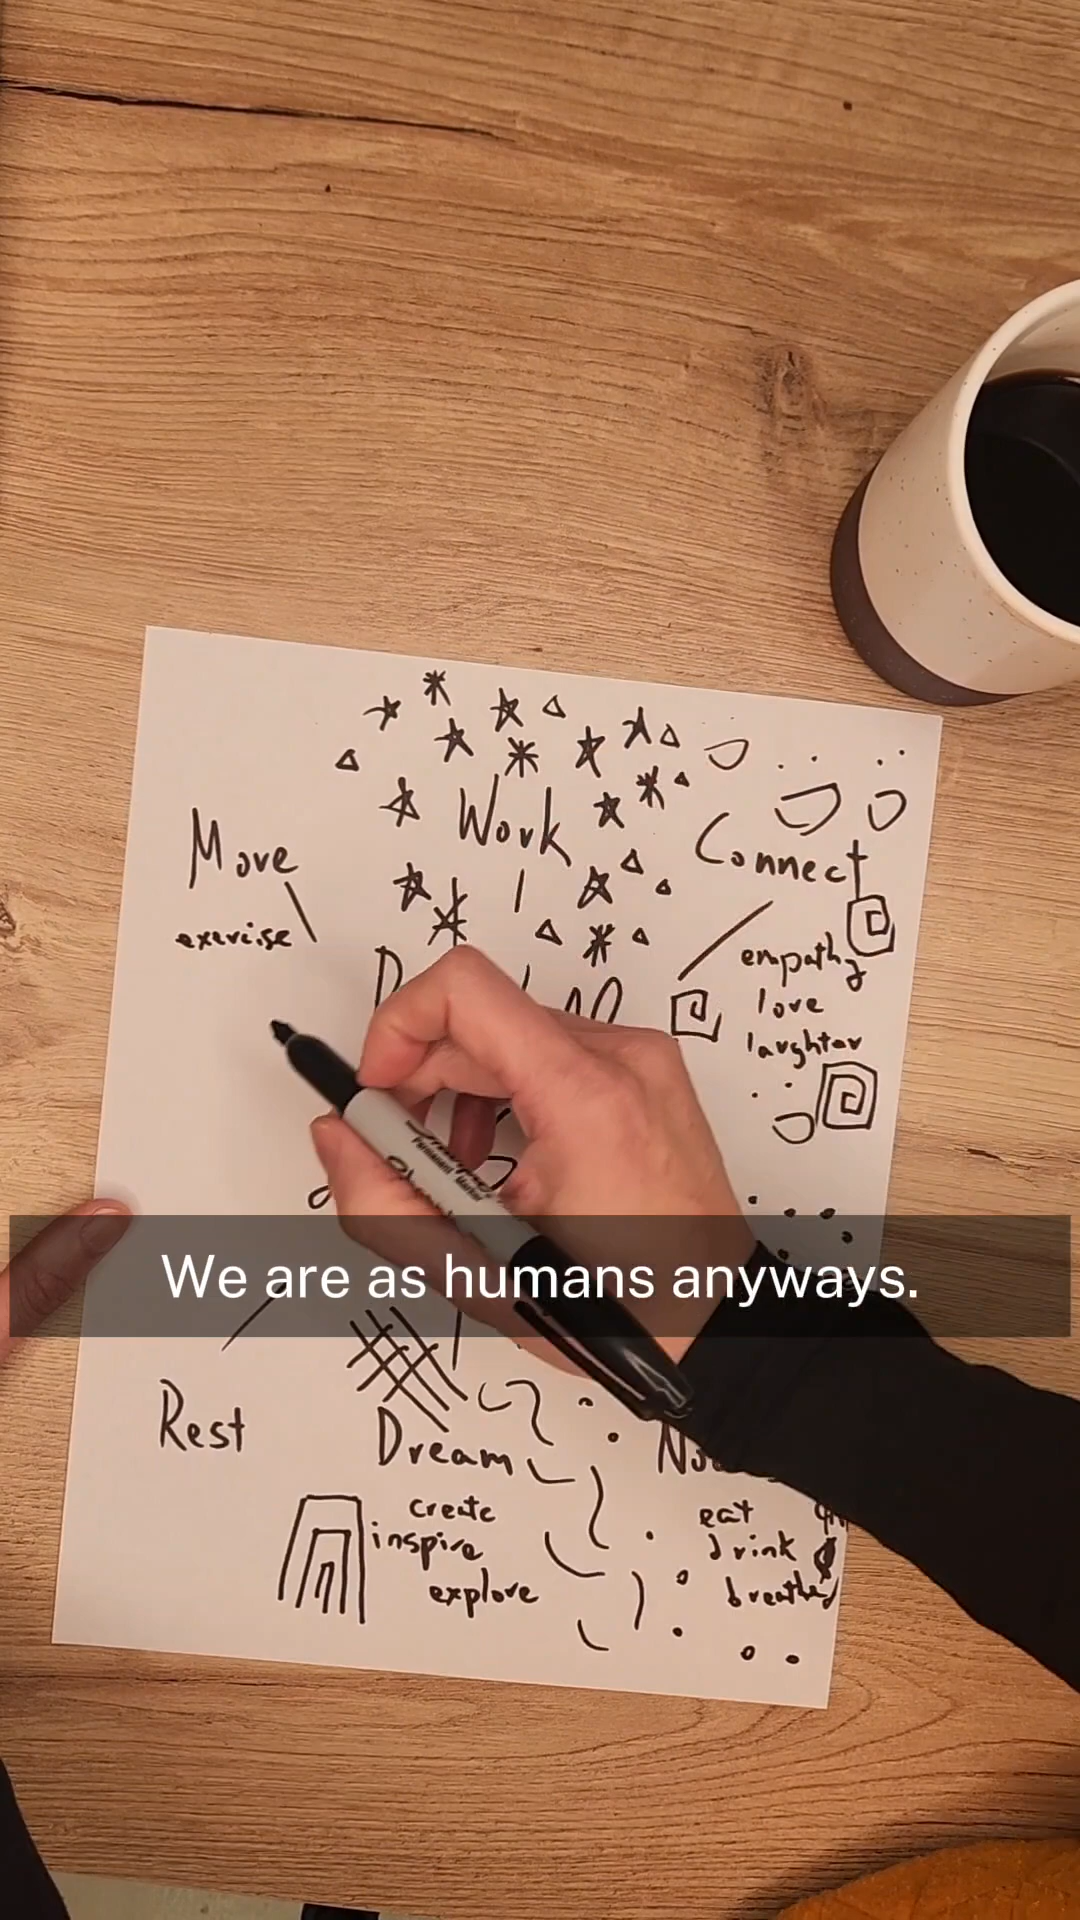 Work
Move
exercise
Connect
empathy
love
laughter
We are as humans anyways.
Rest
Dream
create
inspire
explore
eat
drink
breathe